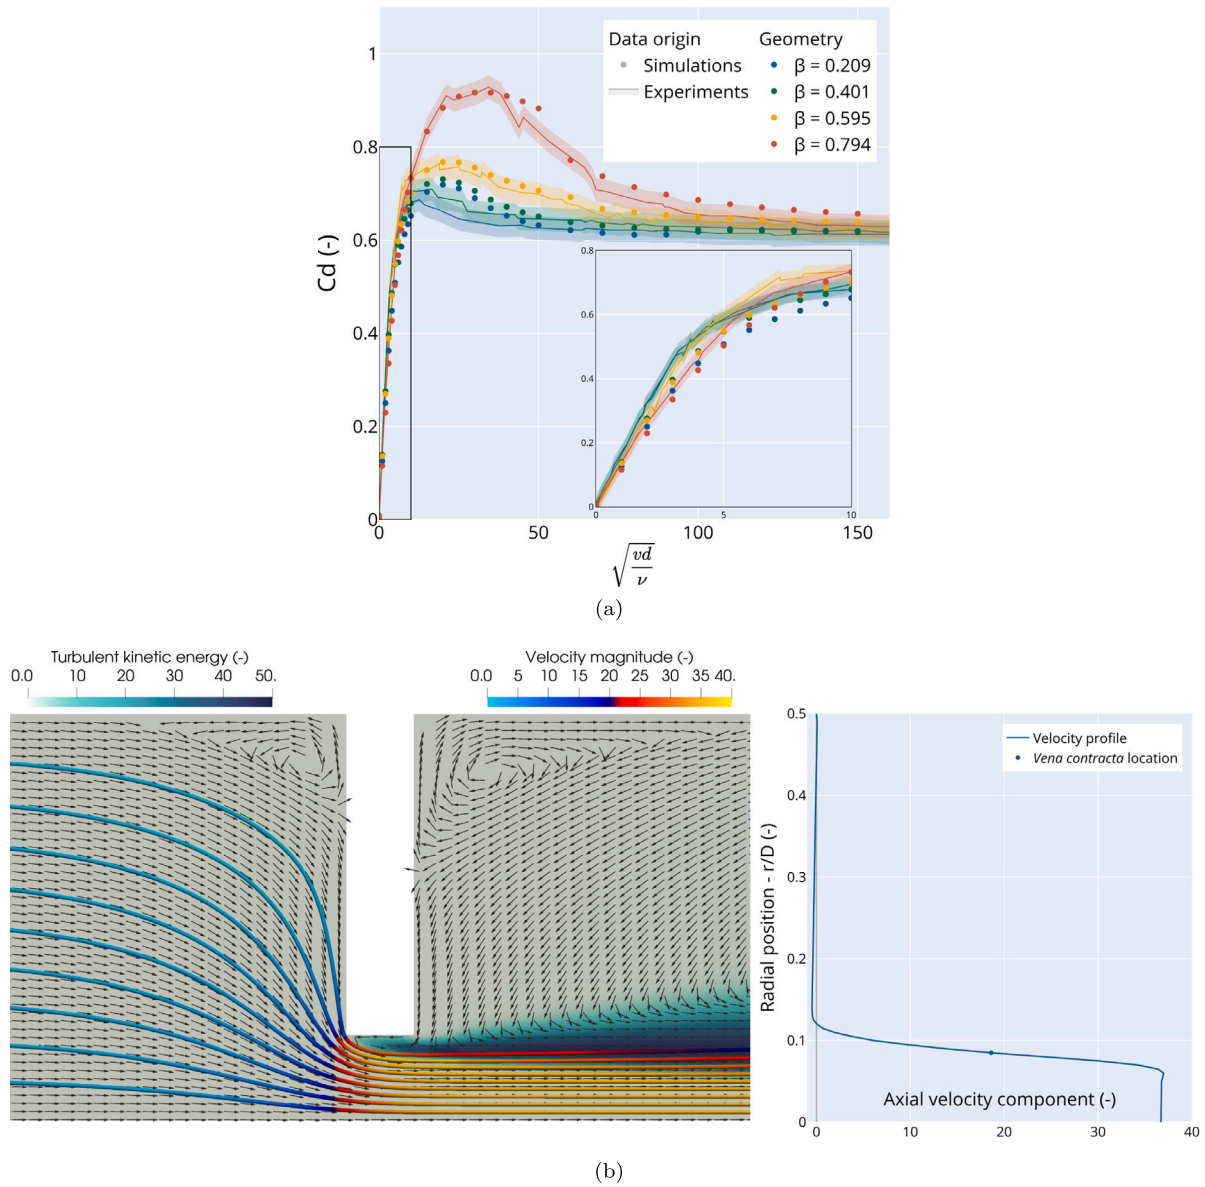 Data origin
Simulations
Experiments
Geometry
β = 0.209
β = 0.401
β = 0.595
β = 0.794
Cd (-)
1
0.8
0.6
0.4
0.2
0
0 50 100 150
0.8
0.6
0.4
0.2
0
0 5 10
√(vd/ν)
(a)
Turbulent kinetic energy (-)
0.0 10 20 30 40 50.
Velocity magnitude (-)
0.0 5 10 15 20 25 30 35 40.
Velocity profile
Vena contracta location
Radial position - r/D (-)
0.5
0.4
0.3
0.2
0.1
0
Axial velocity component (-)
0 10 20 30 40
(b)